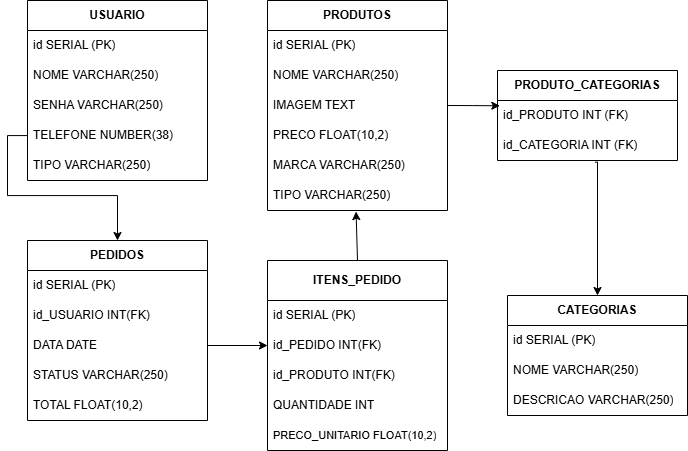 USUARIO
id SERIAL (PK)
NOME VARCHAR(250)
SENHA VARCHAR(250)
TELEFONE NUMBER(38)
TIPO VARCHAR(250)
PRODUTOS
id SERIAL (PK)
NOME VARCHAR(250)
IMAGEM TEXT
PRECO FLOAT(10,2)
MARCA VARCHAR(250)
TIPO VARCHAR(250)
PRODUTO_CATEGORIAS
id_PRODUTO INT (FK)
id_CATEGORIA INT (FK)
PEDIDOS
id SERIAL (PK)
id_USUARIO INT(FK)
DATA DATE
STATUS VARCHAR(250)
TOTAL FLOAT(10,2)
ITENS_PEDIDO
id SERIAL (PK)
id_PEDIDO INT(FK)
id_PRODUTO INT(FK)
QUANTIDADE INT
PRECO_UNITARIO FLOAT(10,2)
CATEGORIAS
id SERIAL (PK)
NOME VARCHAR(250)
DESCRICAO VARCHAR(250)